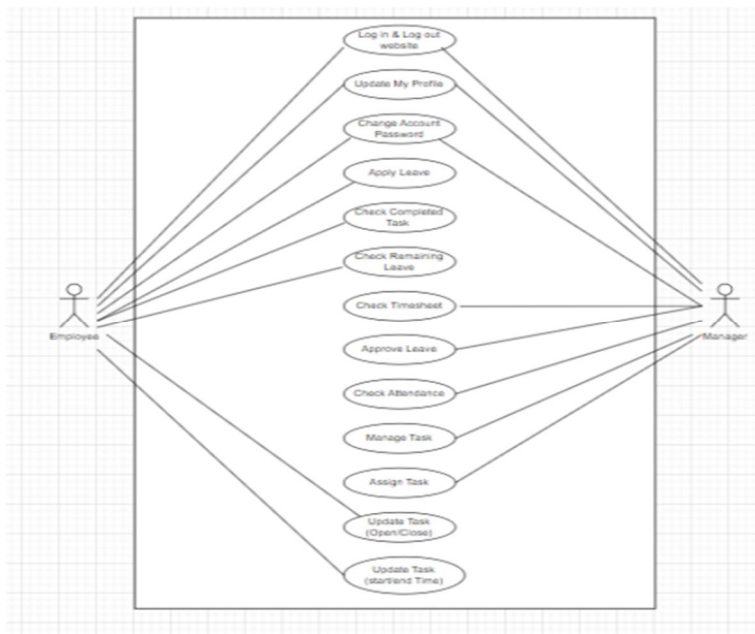 Log in & Log out
website
Update My Profile
Change Account
Password
Apply Leave
Check Completed
Task
Check Remaining
Leave
Check Timesheet
Employee
Manager
Approve Leave
Check Attendance
Manage Task
Assign Task
Update Task
(Open/Close)
Update Task
(start/end Time)